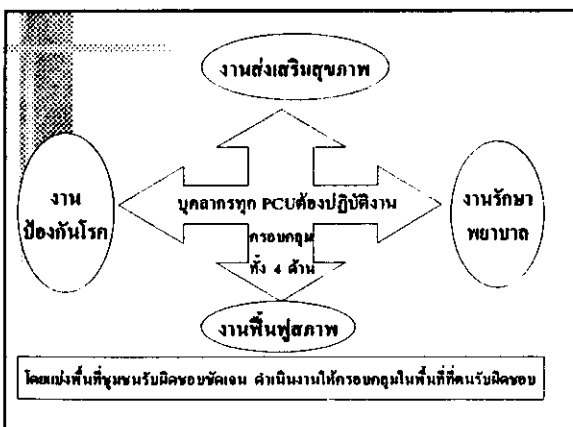 งานส่งเสริมสุขภาพ
งาน
ป้องกันโรค
บุคลากรทุก PCUต้องปฏิบัติงาน
ครอบกลุม
ทั้ง 4 ด้าน
งานรักษา
พยาบาล
งานฟื้นฟูสภาพ
โดยแบ่งพื้นที่ชุมชนรับผิดชอบชัดเจน ดำเนินงานให้ครอบกลุมในพื้นที่ที่ตนรับผิดชอบ